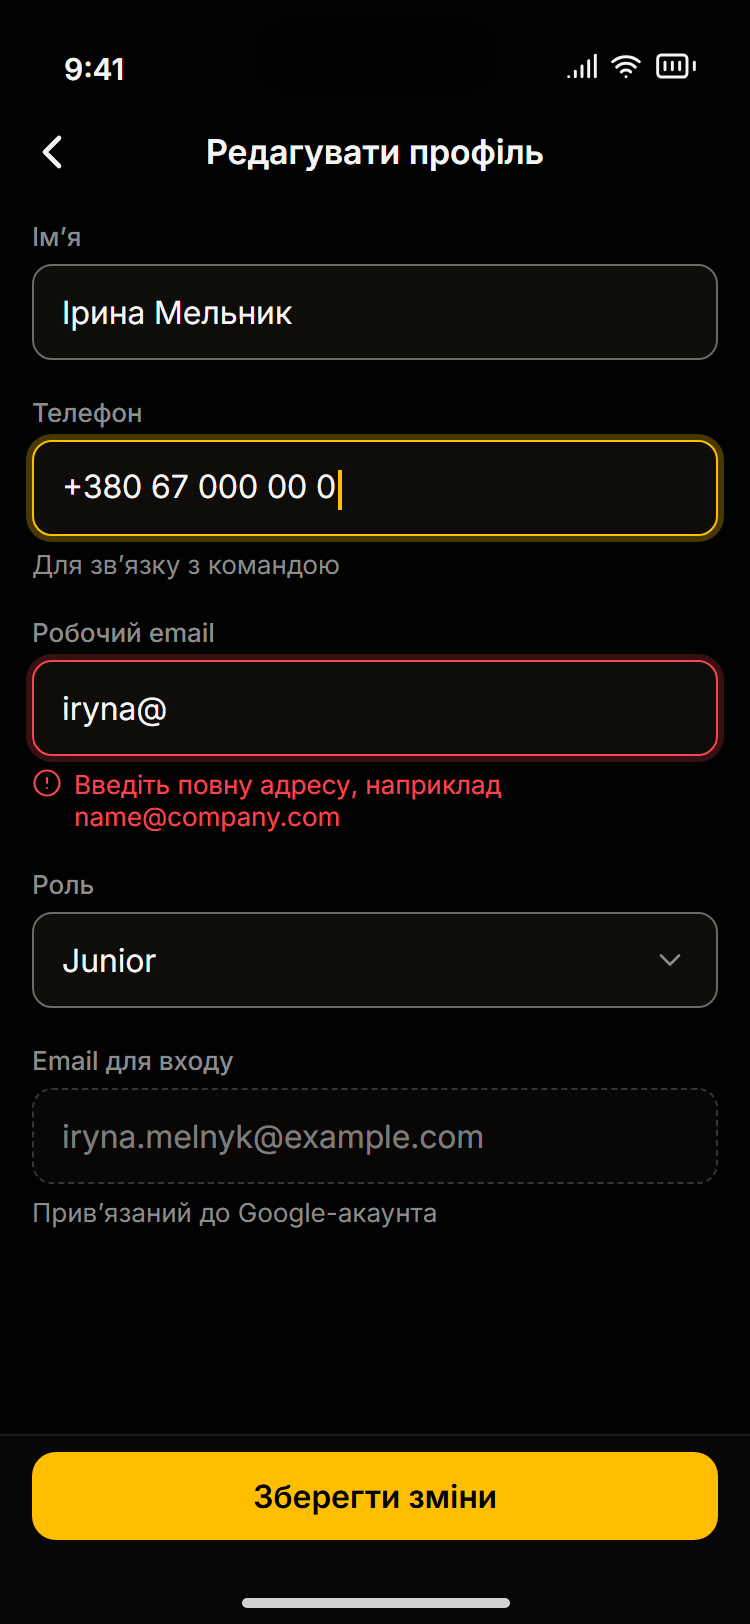 9:41
Редагувати профіль
Ім’я
Ірина Мельник
Телефон
+380 67 000 00 0
Для зв’язку з командою
Робочий email
iryna@
Введіть повну адресу, наприклад
name@company.com
Роль
Junior
Email для входу
iryna.melnyk@example.com
Прив’язаний до Google-акаунта
Зберегти зміни